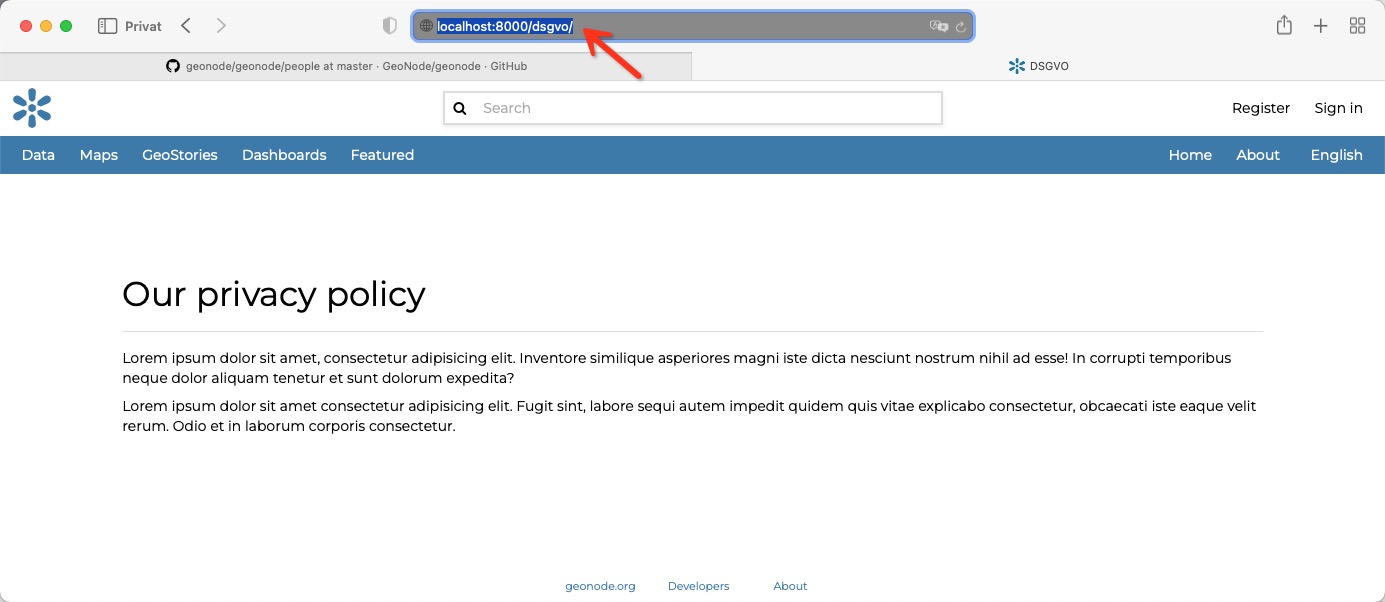 Privat
localhost:8000/dsgvo/
geonode/geonode/people at master · GeoNode/geonode · GitHub
DSGVO
Search
Register Sign in
Data Maps GeoStories Dashboards Featured Home About English
Our privacy policy
Lorem ipsum dolor sit amet, consectetur adipisicing elit. Inventore similique asperiores magni iste dicta nesciunt nostrum nihil ad esse! In corrupti temporibus
neque dolor aliquam tenetur et sunt dolorum expedita?
Lorem ipsum dolor sit amet consectetur adipisicing elit. Fugit sint, labore sequi autem impedit quidem quis vitae explicabo consectetur, obcaecati iste eaque velit
rerum. Odio et in laborum corporis consectetur.
geonode.org Developers About